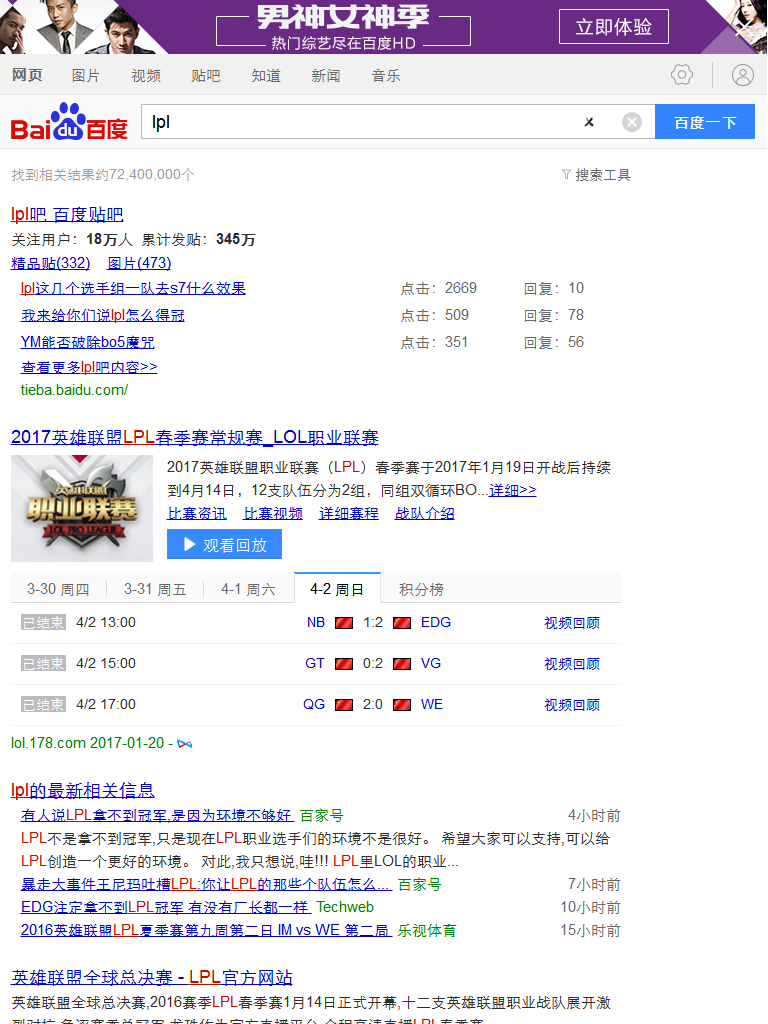 男神女神季
热门综艺尽在百度HD
立即体验
网页 图片 视频 贴吧 知道 新闻 音乐
Bai du 百度 lpl 百度一下
找到相关结果约72,400,000个 搜索工具
lpl吧_百度贴吧
关注用户：18万人 累计发贴：345万
精品贴(332) 图片(473)
lpl这几个选手组一队去s7什么效果 点击：2669 回复：10
我来给你们说lpl怎么得冠 点击：509 回复：78
YM能否破除bo5魔咒 点击：351 回复：56
查看更多lpl吧内容>>
tieba.baidu.com/
2017英雄联盟LPL春季赛常规赛_LOL职业联赛
英雄联盟
职业联赛
LOL PRO LEAGUE
2017英雄联盟职业联赛（LPL）春季赛于2017年1月19日开战后持续
到4月14日，12支队伍分为2组，同组双循环BO...详细>>
比赛资讯 比赛视频 详细赛程 战队介绍
观看回放
3-30 周四 3-31 周五 4-1 周六 4-2 周日 积分榜
已结束 4/2 13:00 NB 1:2 EDG 视频回顾
已结束 4/2 15:00 GT 0:2 VG 视频回顾
已结束 4/2 17:00 QG 2:0 WE 视频回顾
lol.178.com 2017-01-20 -
lpl的最新相关信息
有人说LPL拿不到冠军,是因为环境不够好 百家号 4小时前
LPL不是拿不到冠军,只是现在LPL职业选手们的环境不是很好。 希望大家可以支持,可以给
LPL创造一个更好的环境。 对此,我只想说,哇!!! LPL里LOL的职业...
暴走大事件王尼玛吐槽LPL:你让LPL的那些个队伍怎么... 百家号 7小时前
EDG注定拿不到LPL冠军 有没有厂长都一样 Techweb 10小时前
2016英雄联盟LPL夏季赛第九周第二日 IM vs WE 第二局 乐视体育 15小时前
英雄联盟全球总决赛 - LPL官方网站
英雄联盟全球总决赛,2016赛季LPL春季赛1月14日正式开幕,十二支英雄联盟职业战队展开激